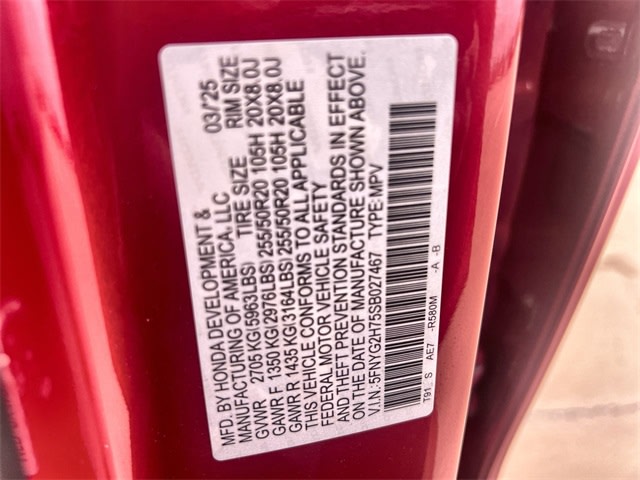 MFD. BY HONDA DEVELOPMENT &
MANUFACTURING OF AMERICA, LLC 03/25
GVWR 2705 KG(5963LBS) TIRE SIZE RIM SIZE
GAWR F 1350 KG(2976LBS) 255/50R20 105H 20X8.0J
GAWR R 1435 KG(3164LBS) 255/50R20 105H 20X8.0J
THIS VEHICLE CONFORMS TO ALL APPLICABLE
FEDERAL MOTOR VEHICLE SAFETY
AND THEFT PREVENTION STANDARDS IN EFFECT
ON THE DATE OF MANUFACTURE SHOWN ABOVE.
V.I.N.:5FNYG2H75SB027467 TYPE:MPV
T91 S AE7 -R580M -A -B